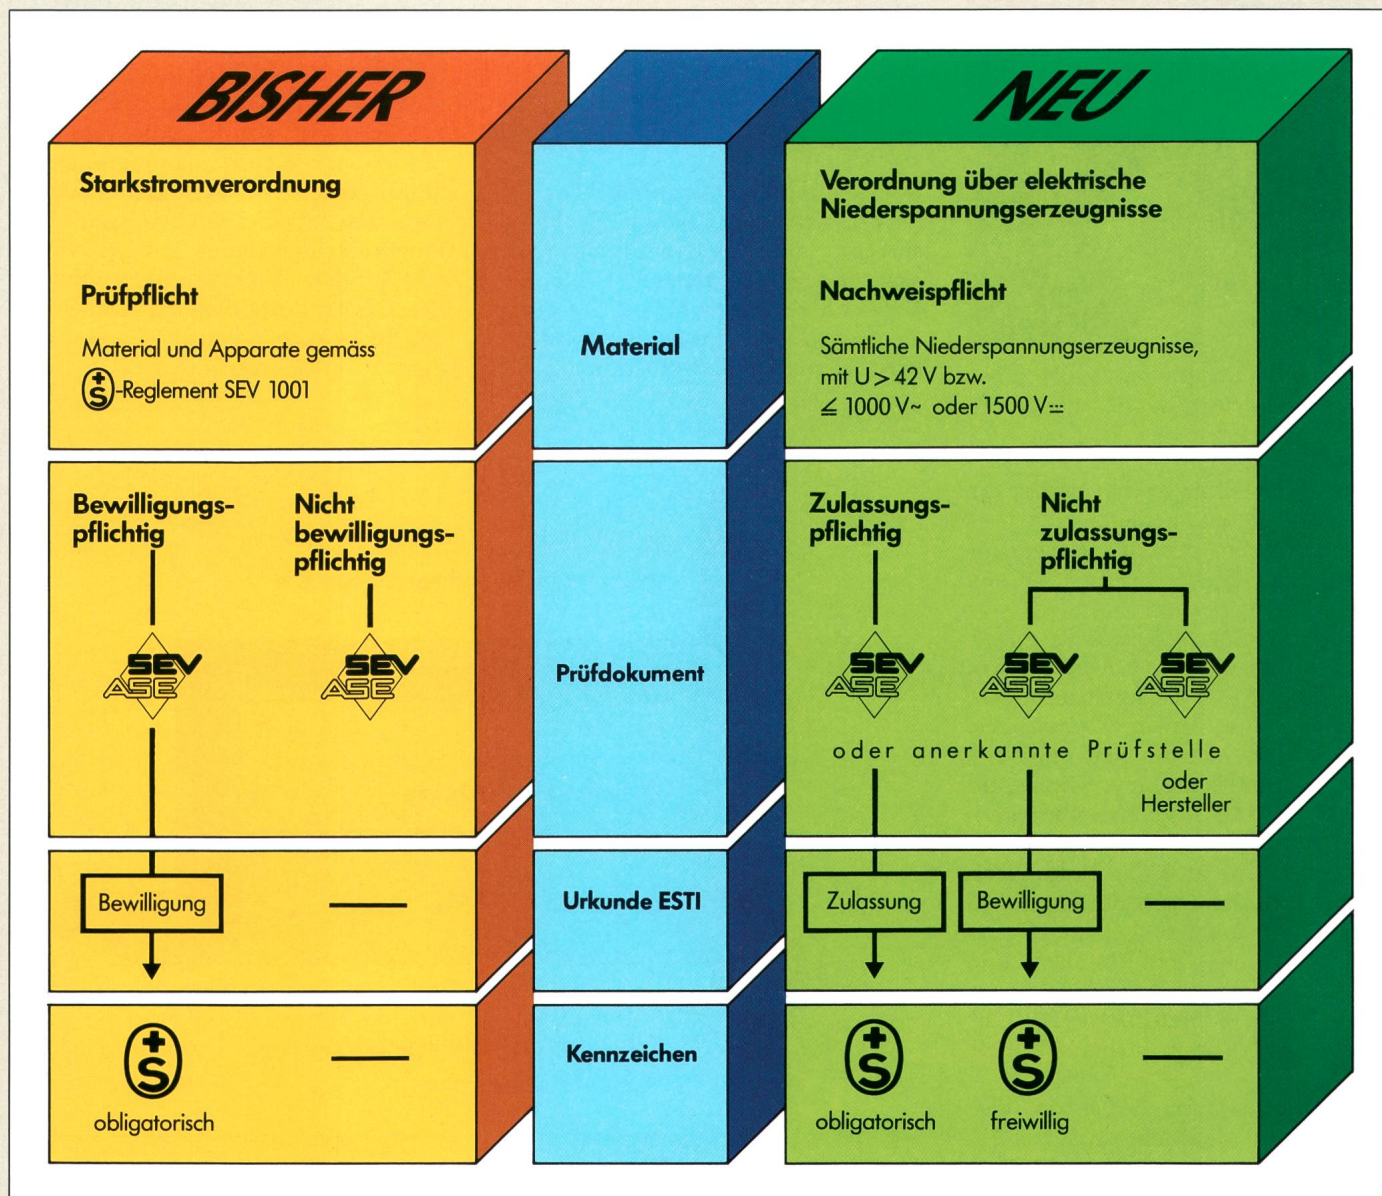 BISHER
Starkstromverordnung
Prüfpflicht
Material und Apparate gemäss
+S-Reglement SEV 1001
Bewilligungs-
pflichtig
Nicht
bewilligungs-
pflichtig
SEV
ASE
SEV
ASE
Bewilligung
+
S
obligatorisch
Material
Prüfdokument
Urkunde ESTI
Kennzeichen
NEU
Verordnung über elektrische
Niederspannungserzeugnisse
Nachweispflicht
Sämtliche Niederspannungserzeugnisse,
mit U > 42 V bzw.
≦ 1000 V~ oder 1500 V⎓
Zulassungs-
pflichtig
Nicht
zulassungs-
pflichtig
SEV
ASE
SEV
ASE
SEV
ASE
oder anerkannte Prüfstelle
oder
Hersteller
Zulassung
Bewilligung
+
S
obligatorisch
+
S
freiwillig